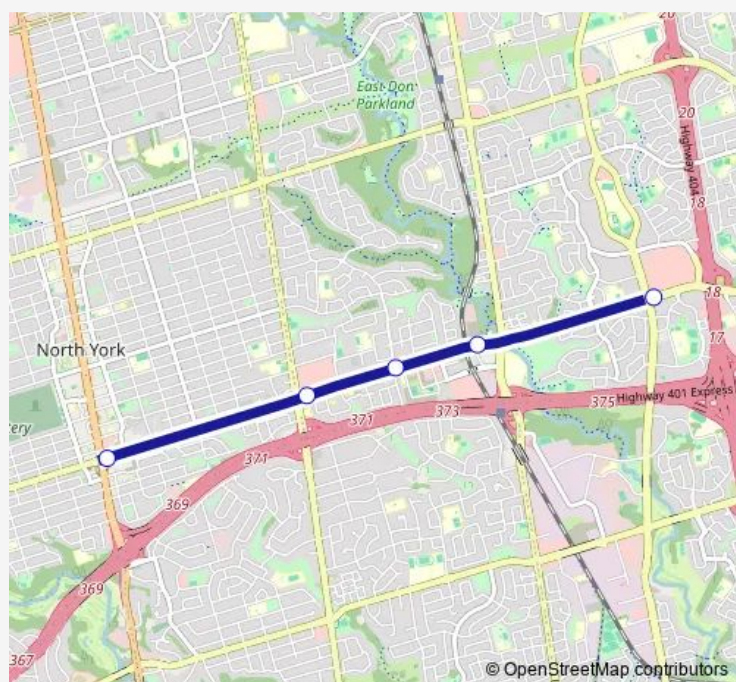 20
East Don
Parkland
20
Highway 404
18
18
17
North York
ery
371
373
375
Highway 401 Express
371
369
369
367
© OpenStreetMap contributors